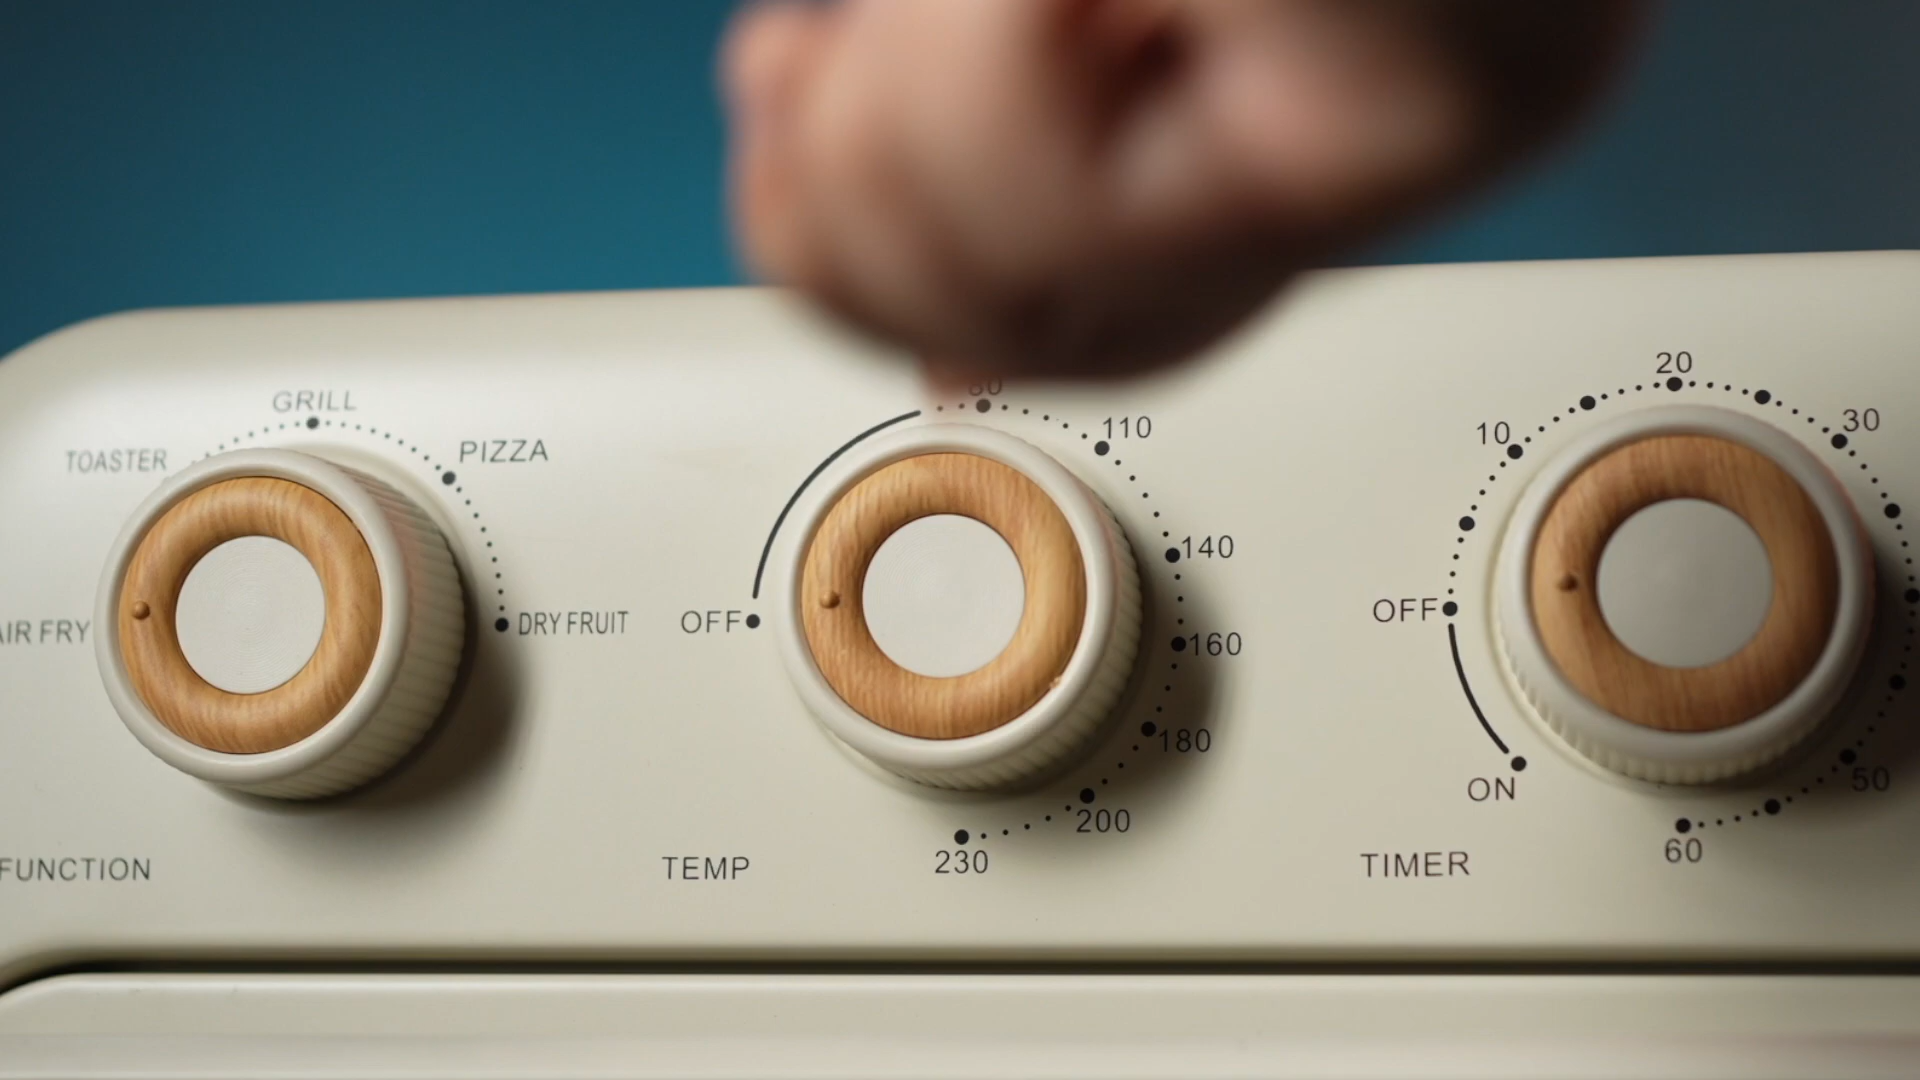 GRILL
TOASTER
PIZZA
AIR FRY
DRY FRUIT
FUNCTION
80
110
OFF
140
160
180
200
230
TEMP
20
10
30
OFF
ON
50
60
TIMER